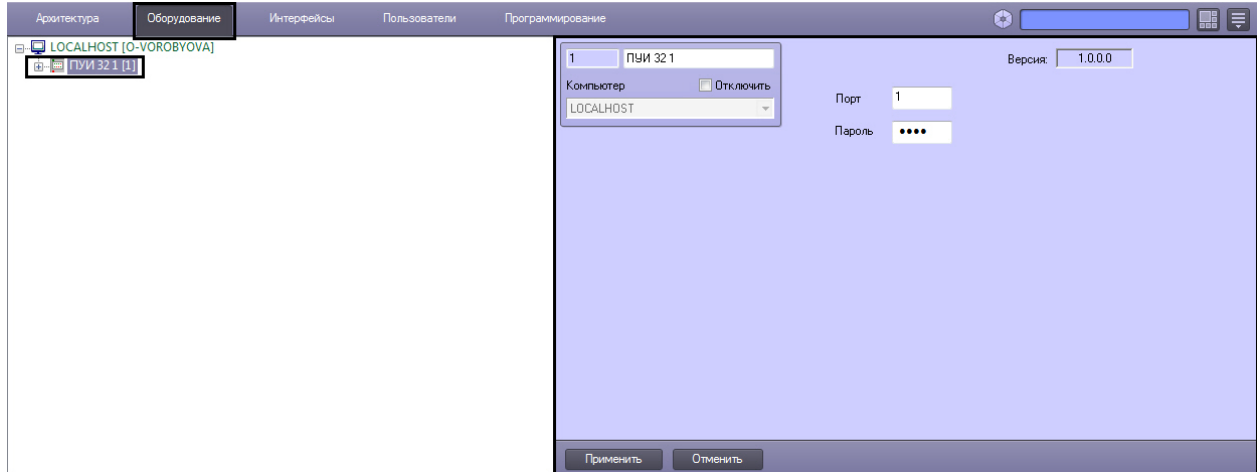 Архитектура Оборудование Интерфейсы Пользователи Программирование
LOCALHOST [O-VOROBYOVA]
ПУИ 32 1 [1]
1 ПУИ 32 1
Компьютер Отключить
LOCALHOST
Порт 1
Пароль ••••
Версия: 1.0.0.0
Применить Отменить